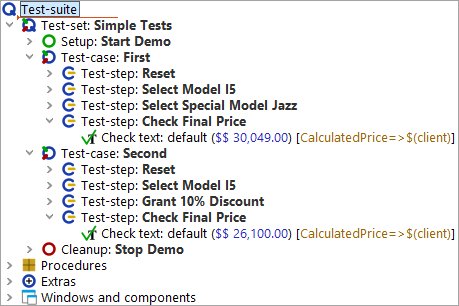 Test-suite
Test-set: Simple Tests
Setup: Start Demo
Test-case: First
Test-step: Reset
Test-step: Select Model I5
Test-step: Select Special Model Jazz
Test-step: Check Final Price
Check text: default ($$ 30,049.00) [CalculatedPrice=>$(client)]
Test-case: Second
Test-step: Reset
Test-step: Select Model I5
Test-step: Grant 10% Discount
Test-step: Check Final Price
Check text: default ($$ 26,100.00) [CalculatedPrice=>$(client)]
Cleanup: Stop Demo
Procedures
Extras
Windows and components